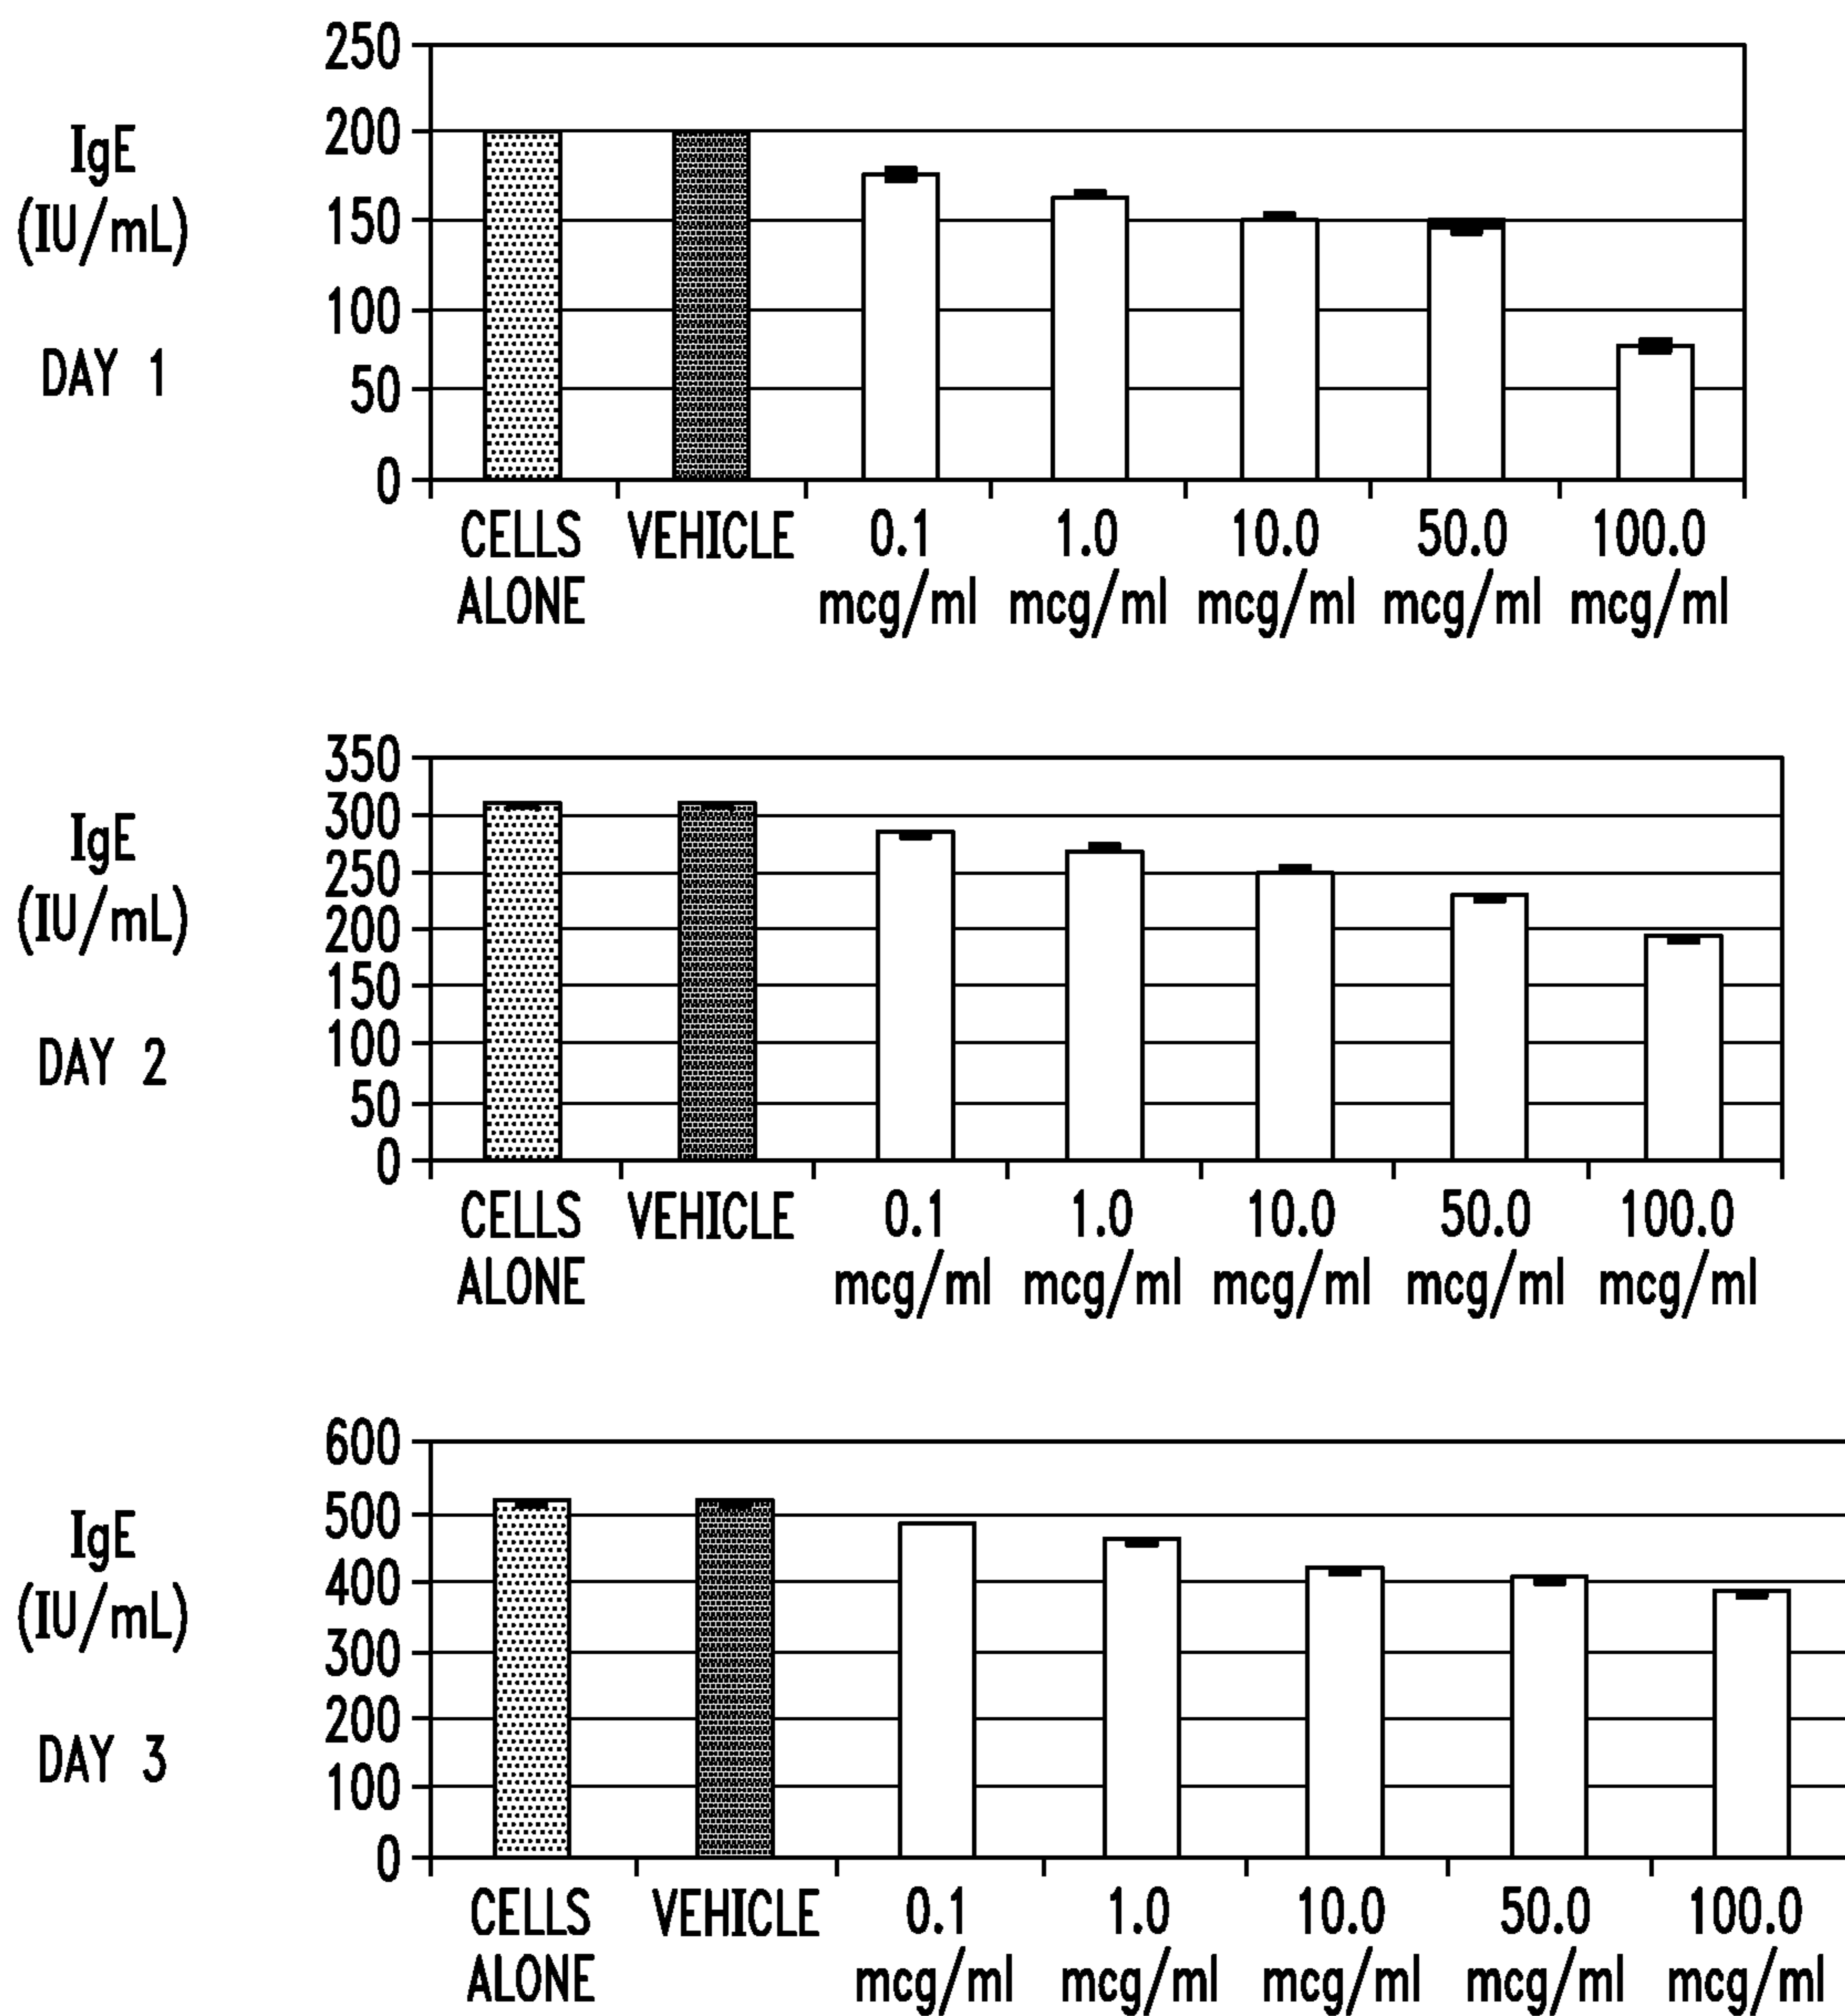 250
200
150
100
50
0
IgE
(IU/mL)
DAY 1
CELLS ALONE
VEHICLE
0.1 mcg/ml
1.0 mcg/ml
10.0 mcg/ml
50.0 mcg/ml
100.0 mcg/ml
350
300
250
200
150
100
50
0
IgE
(IU/mL)
DAY 2
CELLS ALONE
VEHICLE
0.1 mcg/ml
1.0 mcg/ml
10.0 mcg/ml
50.0 mcg/ml
100.0 mcg/ml
600
500
400
300
200
100
0
IgE
(IU/mL)
DAY 3
CELLS ALONE
VEHICLE
0.1 mcg/ml
1.0 mcg/ml
10.0 mcg/ml
50.0 mcg/ml
100.0 mcg/ml